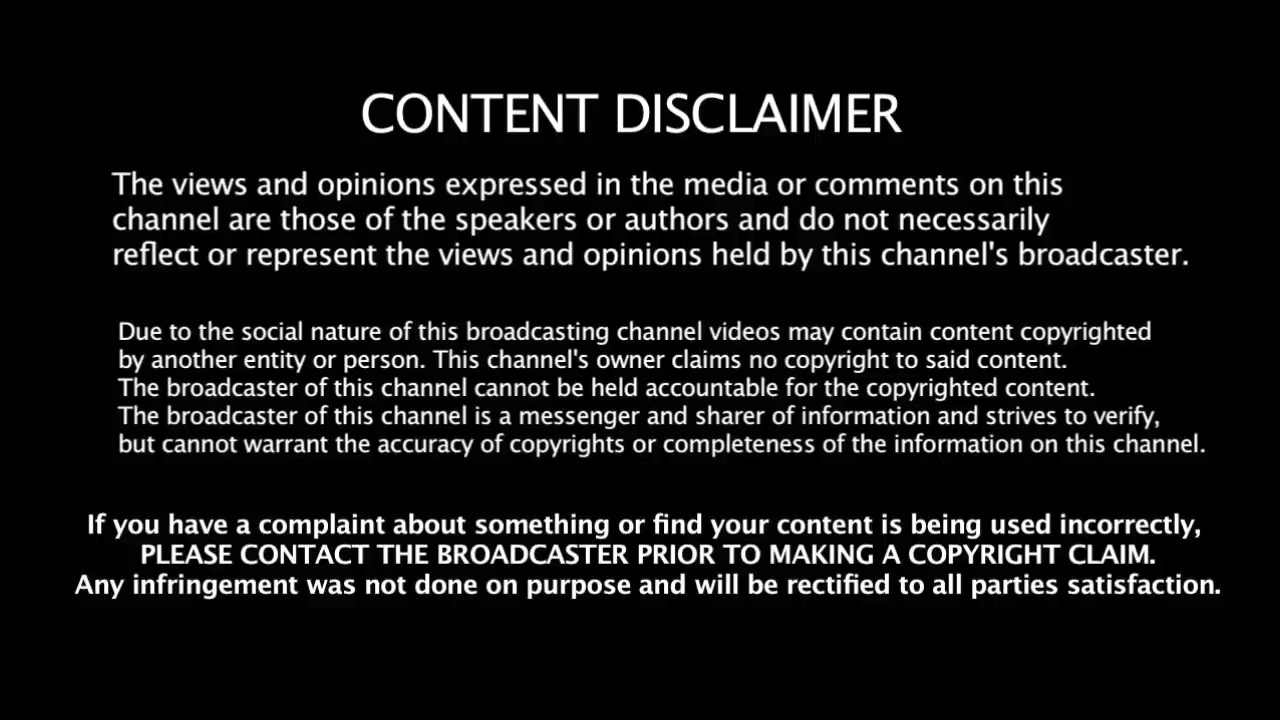 CONTENT DISCLAIMER
The views and opinions expressed in the media or comments on this
channel are those of the speakers or authors and do not necessarily
reflect or represent the views and opinions held by this channel's broadcaster.
Due to the social nature of this broadcasting channel videos may contain content copyrighted
by another entity or person. This channel's owner claims no copyright to said content.
The broadcaster of this channel cannot be held accountable for the copyrighted content.
The broadcaster of this channel is a messenger and sharer of information and strives to verify,
but cannot warrant the accuracy of copyrights or completeness of the information on this channel.
If you have a complaint about something or find your content is being used incorrectly,
PLEASE CONTACT THE BROADCASTER PRIOR TO MAKING A COPYRIGHT CLAIM.
Any infringement was not done on purpose and will be rectified to all parties satisfaction.